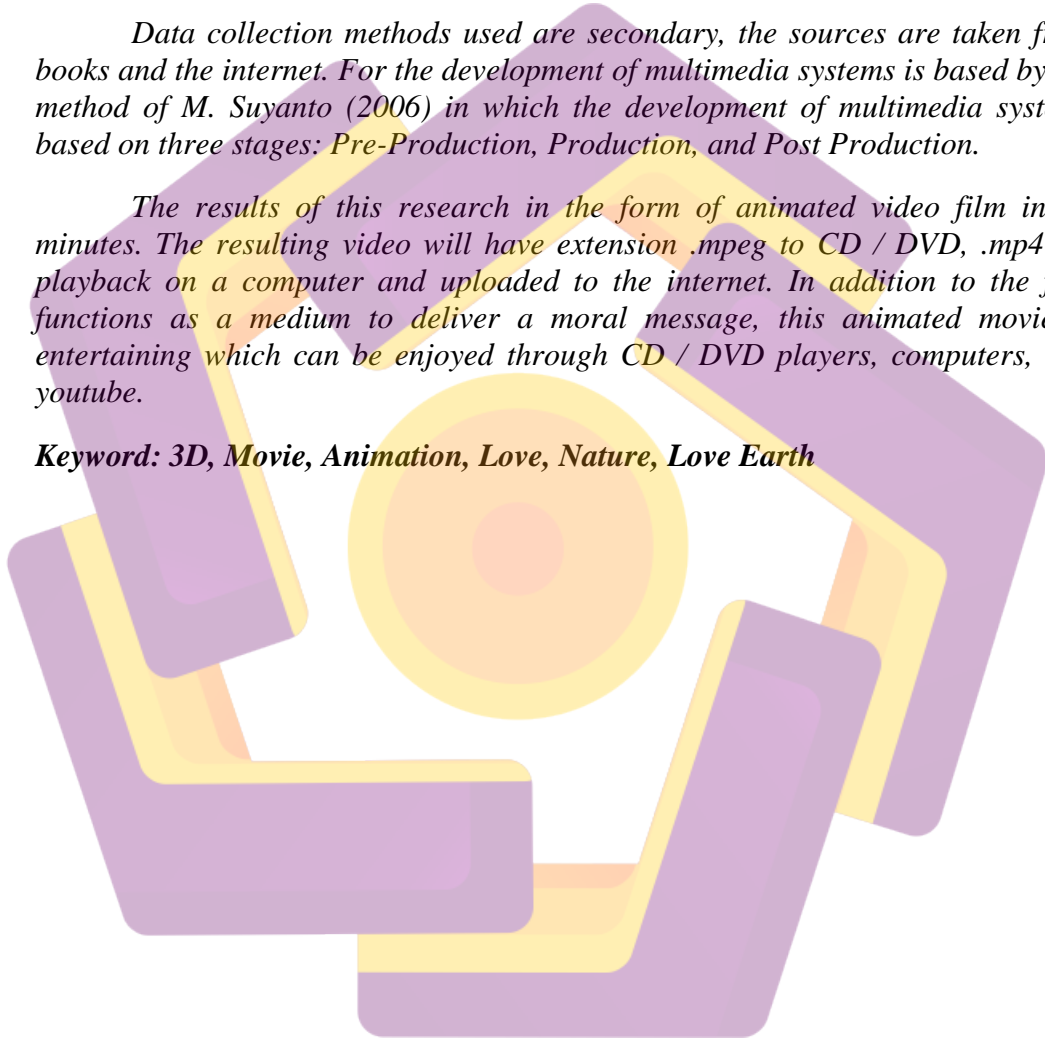 Data collection methods used are secondary, the sources are taken
books and the internet. For the development of multimedia systems is based by
method of M. Suyanto (2006) in which the development of multimedia
based on three stages: Pre-Production, Production, and Post Production.
The results of this research in the form of animated video film in
minutes. The resulting video will have extension .mpeg to CD / DVD, .mp4
playback on a computer and uploaded to the internet. In addition to the
functions as a medium to deliver a moral message, this animated
entertaining which can be enjoyed through CD / DVD players, computers,
youtube.
Keyword: 3D, Movie, Animation, Love, Nature, Love Earth